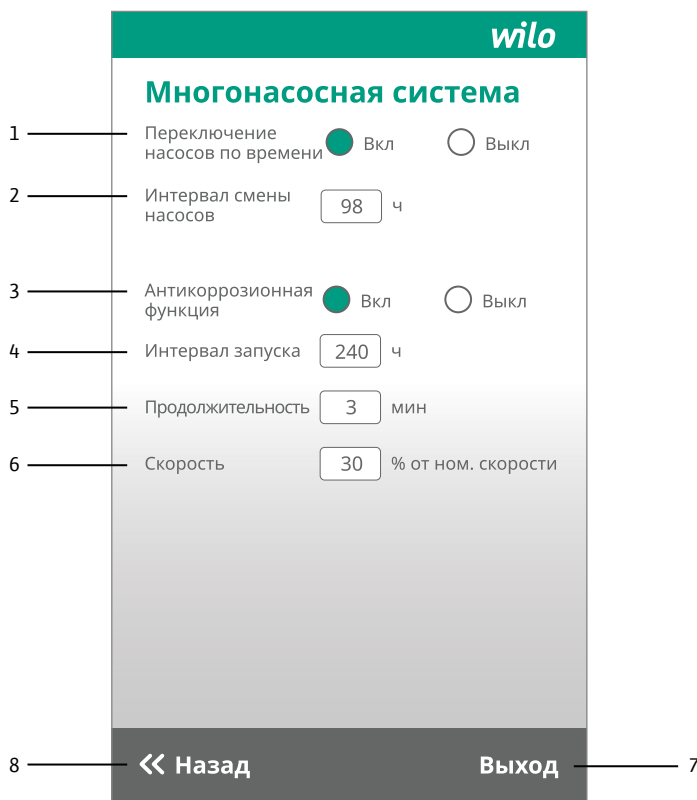 wilo
Многонасосная система
1
Переключение
насосов по времени
Вкл
Выкл
2
Интервал смены
насосов
98 ч
3
Антикоррозионная
функция
Вкл
Выкл
4
Интервал запуска 240 ч
5
Продолжительность 3 мин
6
Скорость 30 % от ном. скорости
8
Назад
Выход
7